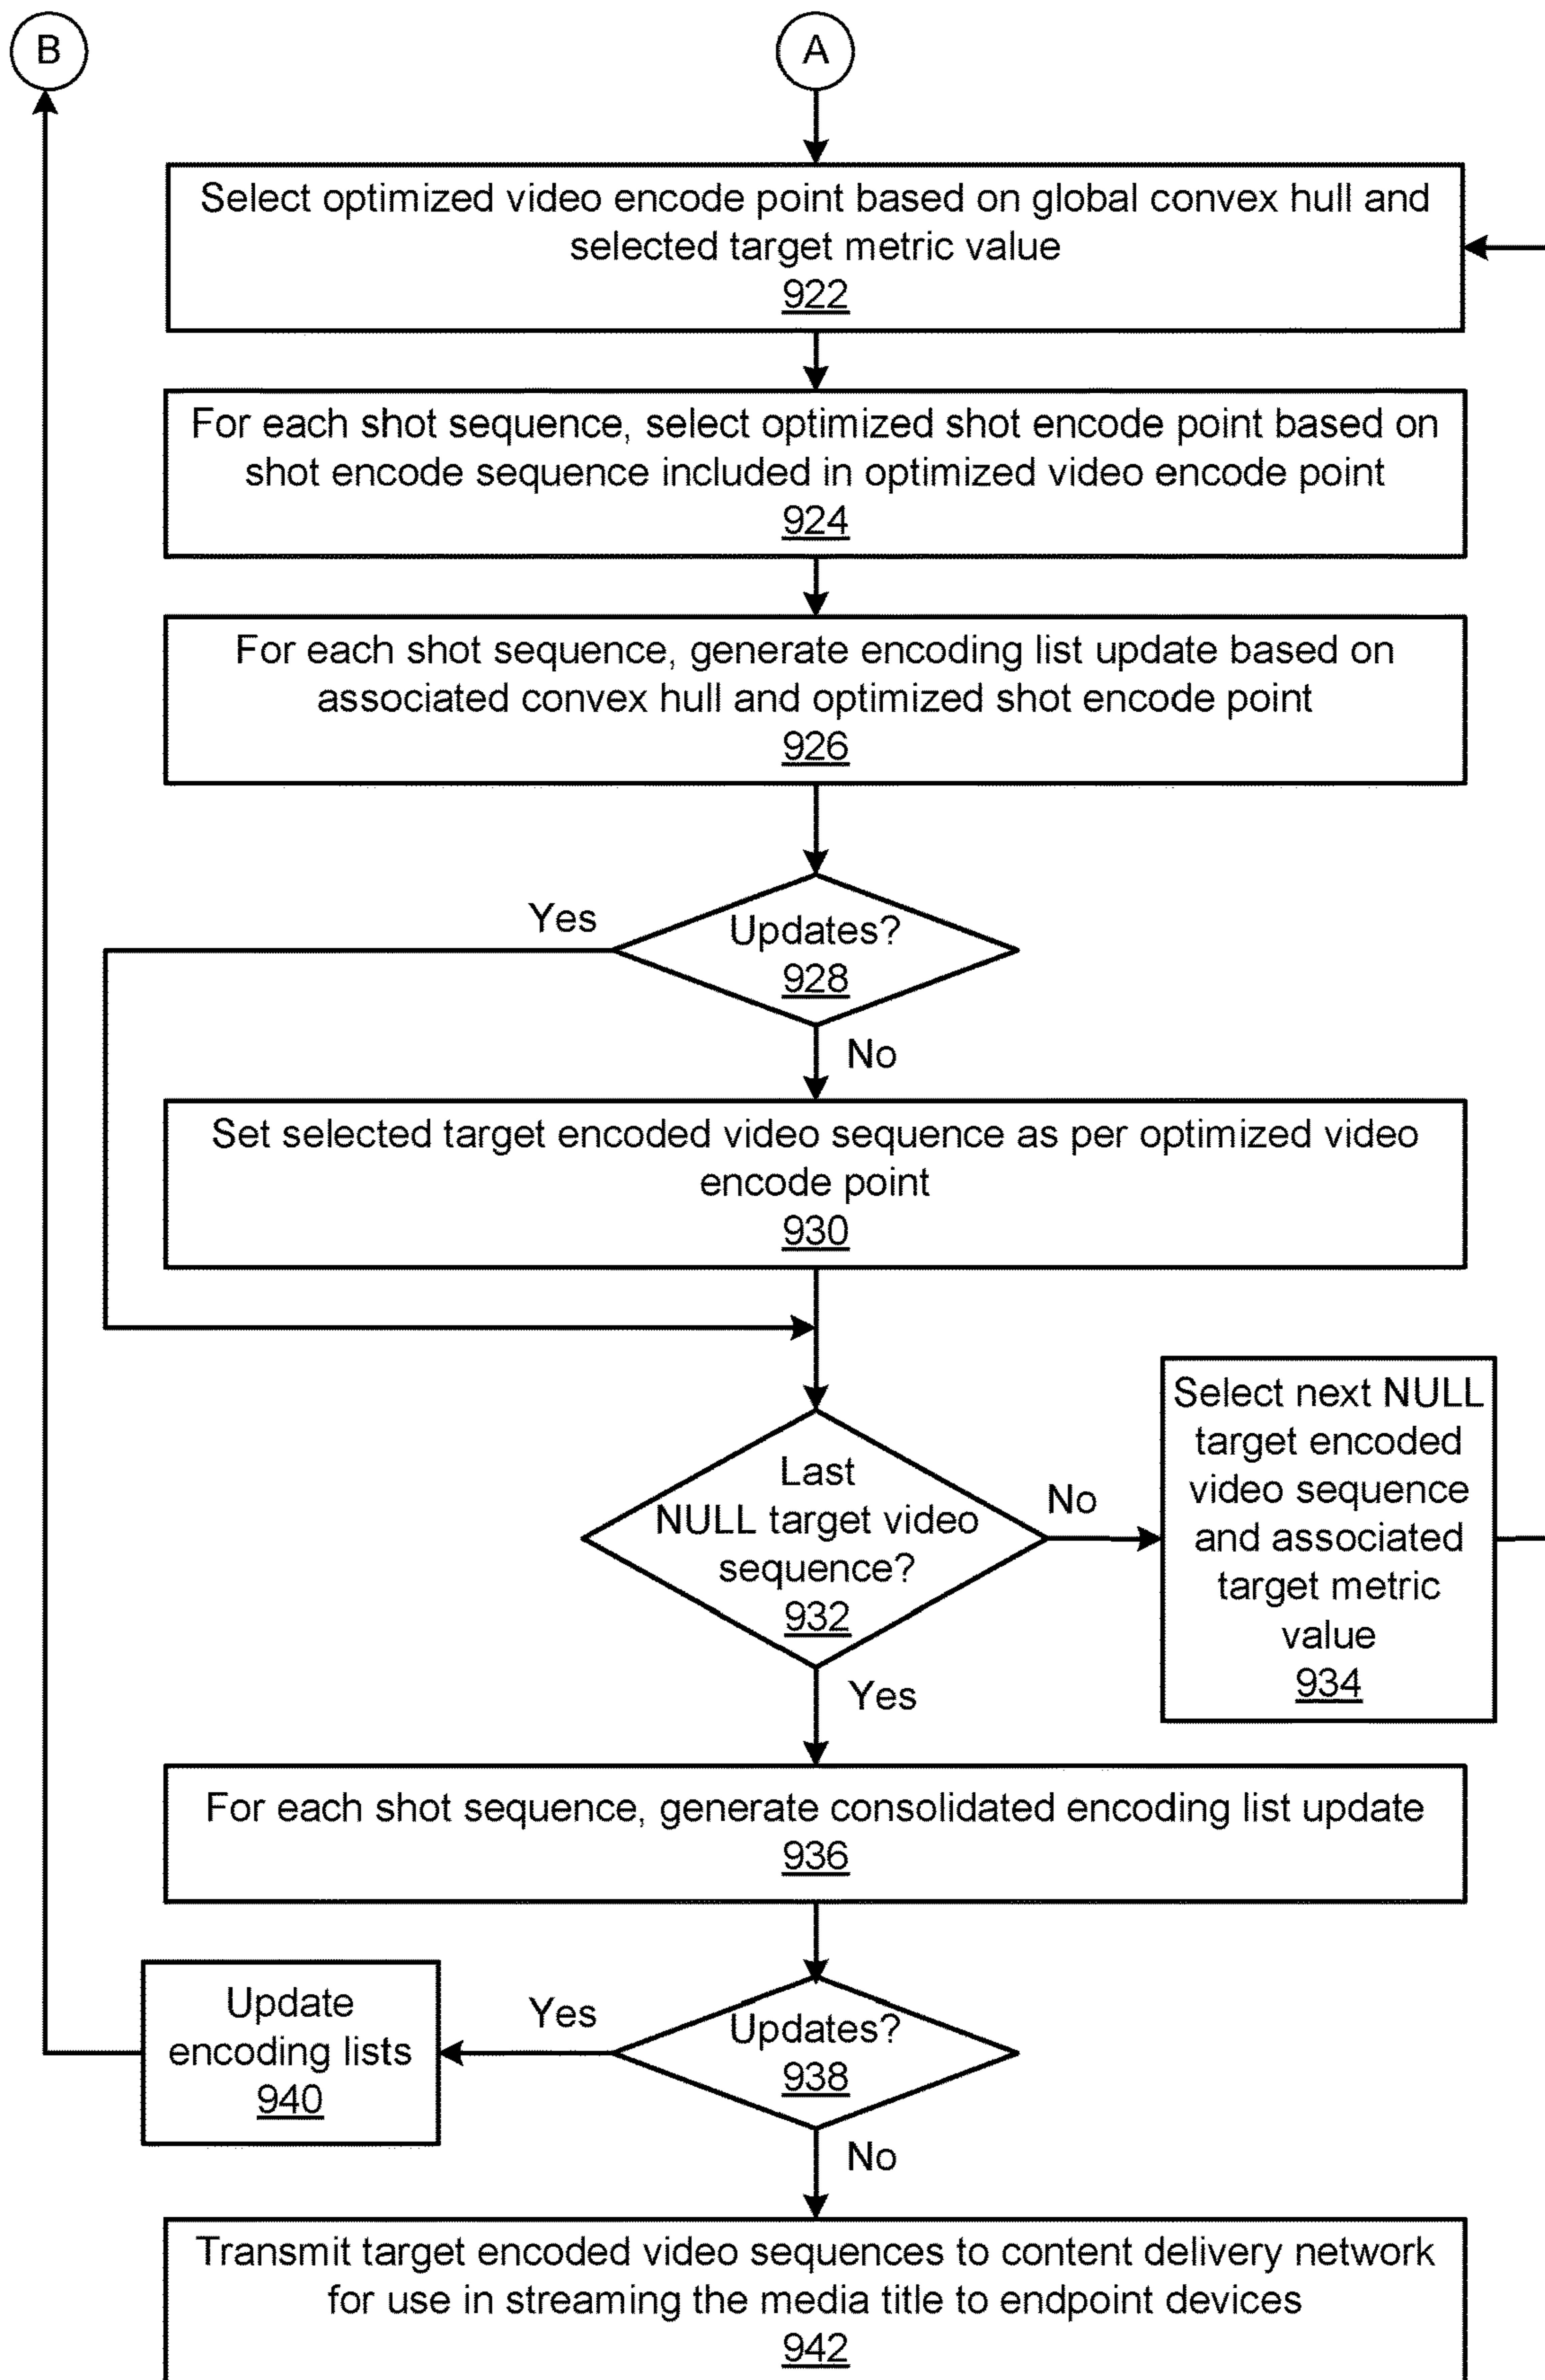 B
A
Select optimized video encode point based on global convex hull and
selected target metric value
922
For each shot sequence, select optimized shot encode point based on
shot encode sequence included in optimized video encode point
924
For each shot sequence, generate encoding list update based on
associated convex hull and optimized shot encode point
926
Yes
Updates?
928
No
Set selected target encoded video sequence as per optimized video
encode point
930
Last
NULL target video
sequence?
932
No
Select next NULL
target encoded
video sequence
and associated
target metric
value
934
Yes
For each shot sequence, generate consolidated encoding list update
936
Update
encoding lists
940
Yes
Updates?
938
No
Transmit target encoded video sequences to content delivery network
for use in streaming the media title to endpoint devices
942